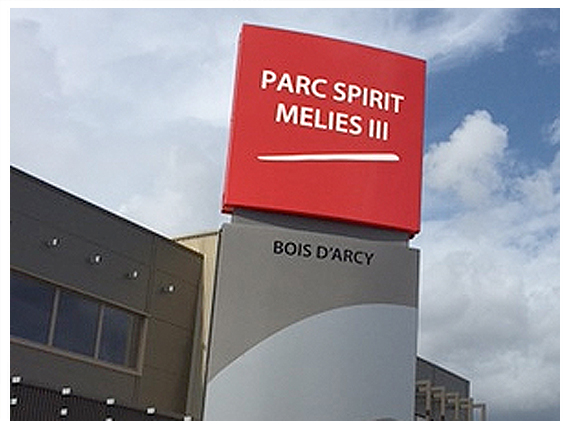 PARC SPIRIT
MELIES III
BOIS D'ARCY